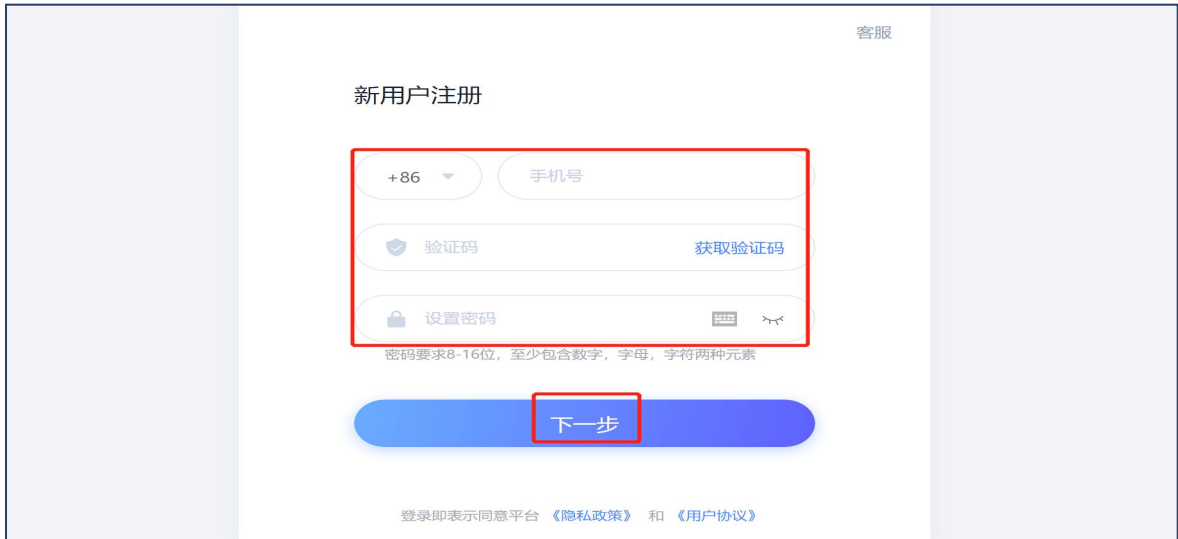 客服
新用户注册
+86 手机号
验证码 获取验证码
设置密码
密码要求8-16位，至少包含数字，字母，字符两种元素
下一步
登录即表示同意平台 《隐私政策》 和 《用户协议》